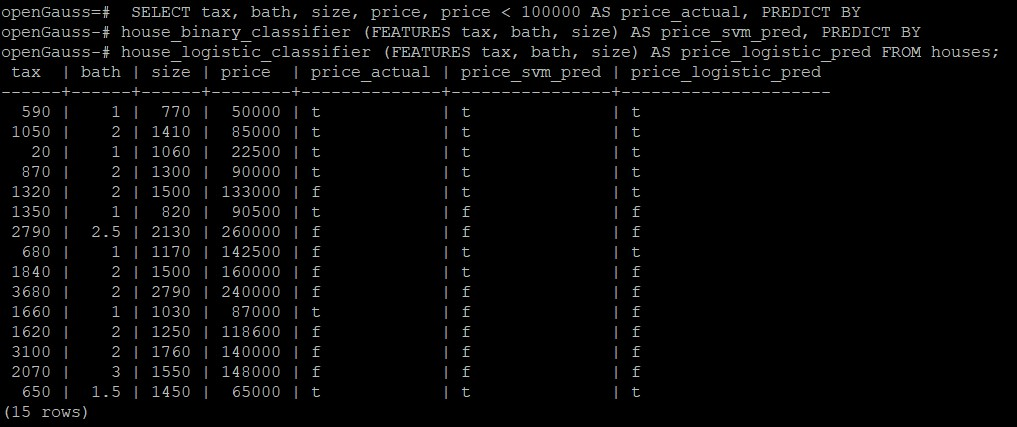 openGauss=#  SELECT tax, bath, size, price, price < 100000 AS price_actual, PREDICT BY
openGauss-# house_binary_classifier (FEATURES tax, bath, size) AS price_svm_pred, PREDICT BY
openGauss-# house_logistic_classifier (FEATURES tax, bath, size) AS price_logistic_pred FROM houses;
 tax  | bath | size | price  | price_actual | price_svm_pred | price_logistic_pred
------+------+------+--------+--------------+----------------+---------------------
  590 |    1 |  770 |  50000 | t            | t              | t
 1050 |    2 | 1410 |  85000 | t            | t              | t
   20 |    1 | 1060 |  22500 | t            | t              | t
  870 |    2 | 1300 |  90000 | t            | t              | t
 1320 |    2 | 1500 | 133000 | f            | t              | t
 1350 |    1 |  820 |  90500 | t            | f              | f
 2790 |  2.5 | 2130 | 260000 | f            | f              | f
  680 |    1 | 1170 | 142500 | f            | t              | t
 1840 |    2 | 1500 | 160000 | f            | t              | f
 3680 |    2 | 2790 | 240000 | f            | f              | f
 1660 |    1 | 1030 |  87000 | t            | f              | f
 1620 |    2 | 1250 | 118600 | f            | f              | f
 3100 |    2 | 1760 | 140000 | f            | f              | f
 2070 |    3 | 1550 | 148000 | f            | f              | f
  650 |  1.5 | 1450 |  65000 | t            | t              | t
(15 rows)